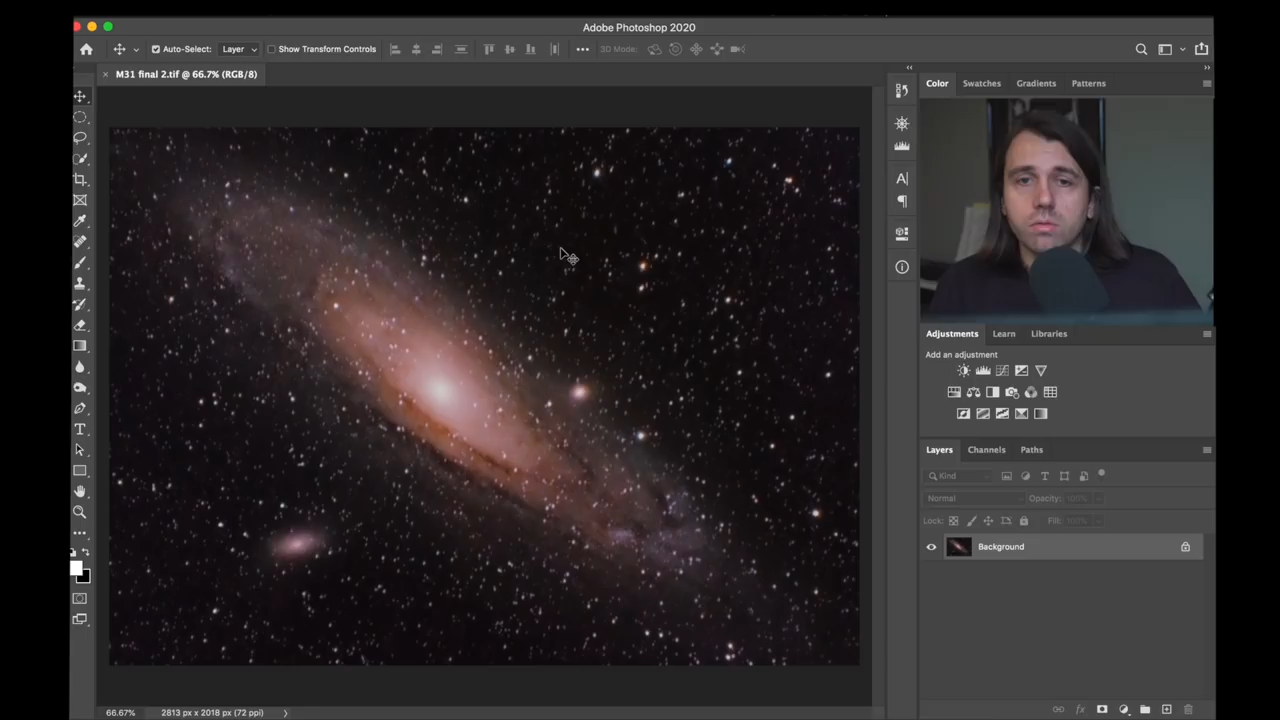 Adobe Photoshop 2020
Auto-Select: Layer Show Transform Controls 3D Mode:
M31 final 2.tif @ 66.7% (RGB/8)
Color Swatches Gradients Patterns
Adjustments Learn Libraries
Add an adjustment
Layers Channels Paths
Kind
Normal Opacity: 100%
Lock: Fill: 100%
Background
66.67% 2813 px x 2018 px (72 ppi)